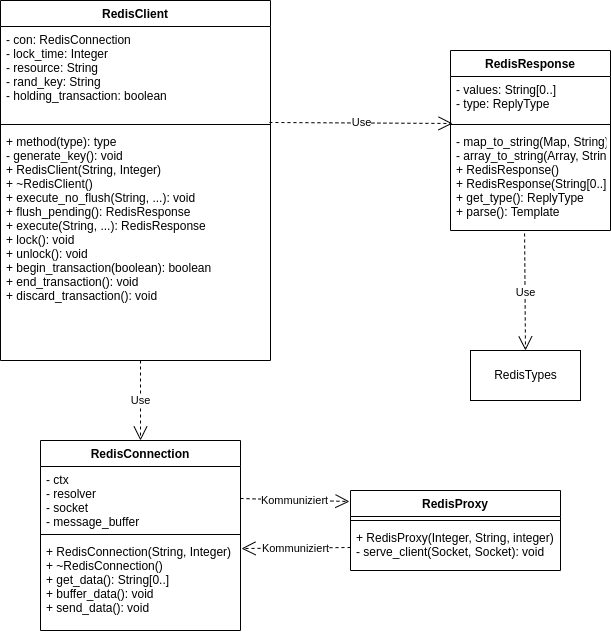 RedisClient
- con: RedisConnection
- lock_time: Integer
- resource: String
- rand_key: String
- holding_transaction: boolean
+ method(type): type
- generate_key(): void
+ RedisClient(String, Integer)
+ ~RedisClient()
+ execute_no_flush(String, ...): void
+ flush_pending(): RedisResponse
+ execute(String, ...): RedisResponse
+ lock(): void
+ unlock(): void
+ begin_transaction(boolean): boolean
+ end_transaction(): void
+ discard_transaction(): void
Use
RedisResponse
- values: String[0..]
- type: ReplyType
- map_to_string(Map, String)
- array_to_string(Array, Strin
+ RedisResponse()
+ RedisResponse(String[0..]
+ get_type(): ReplyType
+ parse(): Template
Use
RedisTypes
Use
RedisConnection
- ctx
- resolver
- socket
- message_buffer
+ RedisConnection(String, Integer)
+ ~RedisConnection()
+ get_data(): String[0..]
+ buffer_data(): void
+ send_data(): void
Kommuniziert
Kommuniziert
RedisProxy
+ RedisProxy(Integer, String, integer)
- serve_client(Socket, Socket): void